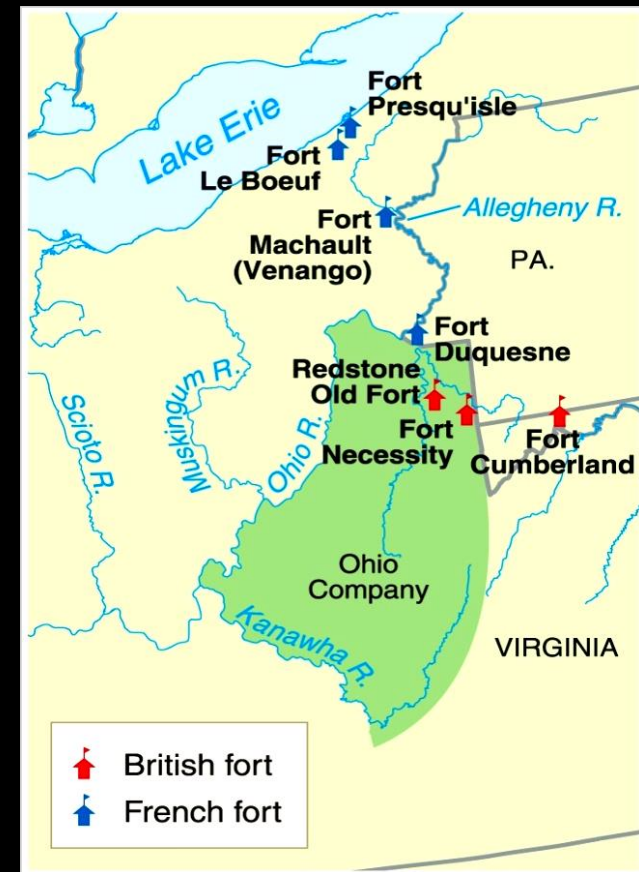 Fort
Presqu'isle
Lake Erie
Fort
Le Boeuf
Allegheny R.
Fort
Machault
(Venango)
PA.
Fort
Duquesne
Redstone
Old Fort
Muskingum R.
Scioto R.
Ohio R.
Fort
Necessity
Fort
Cumberland
Ohio
Company
Kanawha R.
VIRGINIA
British fort
French fort